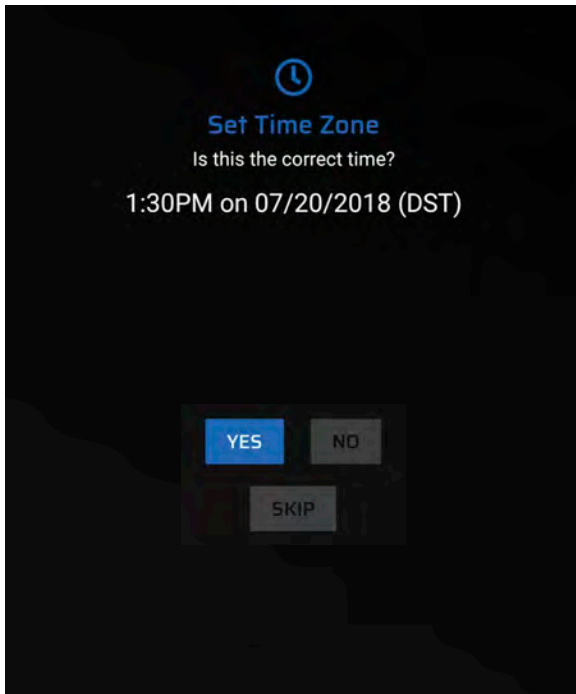 Set Time Zone
Is this the correct time?
1:30PM on 07/20/2018 (DST)
YES NO
SKIP